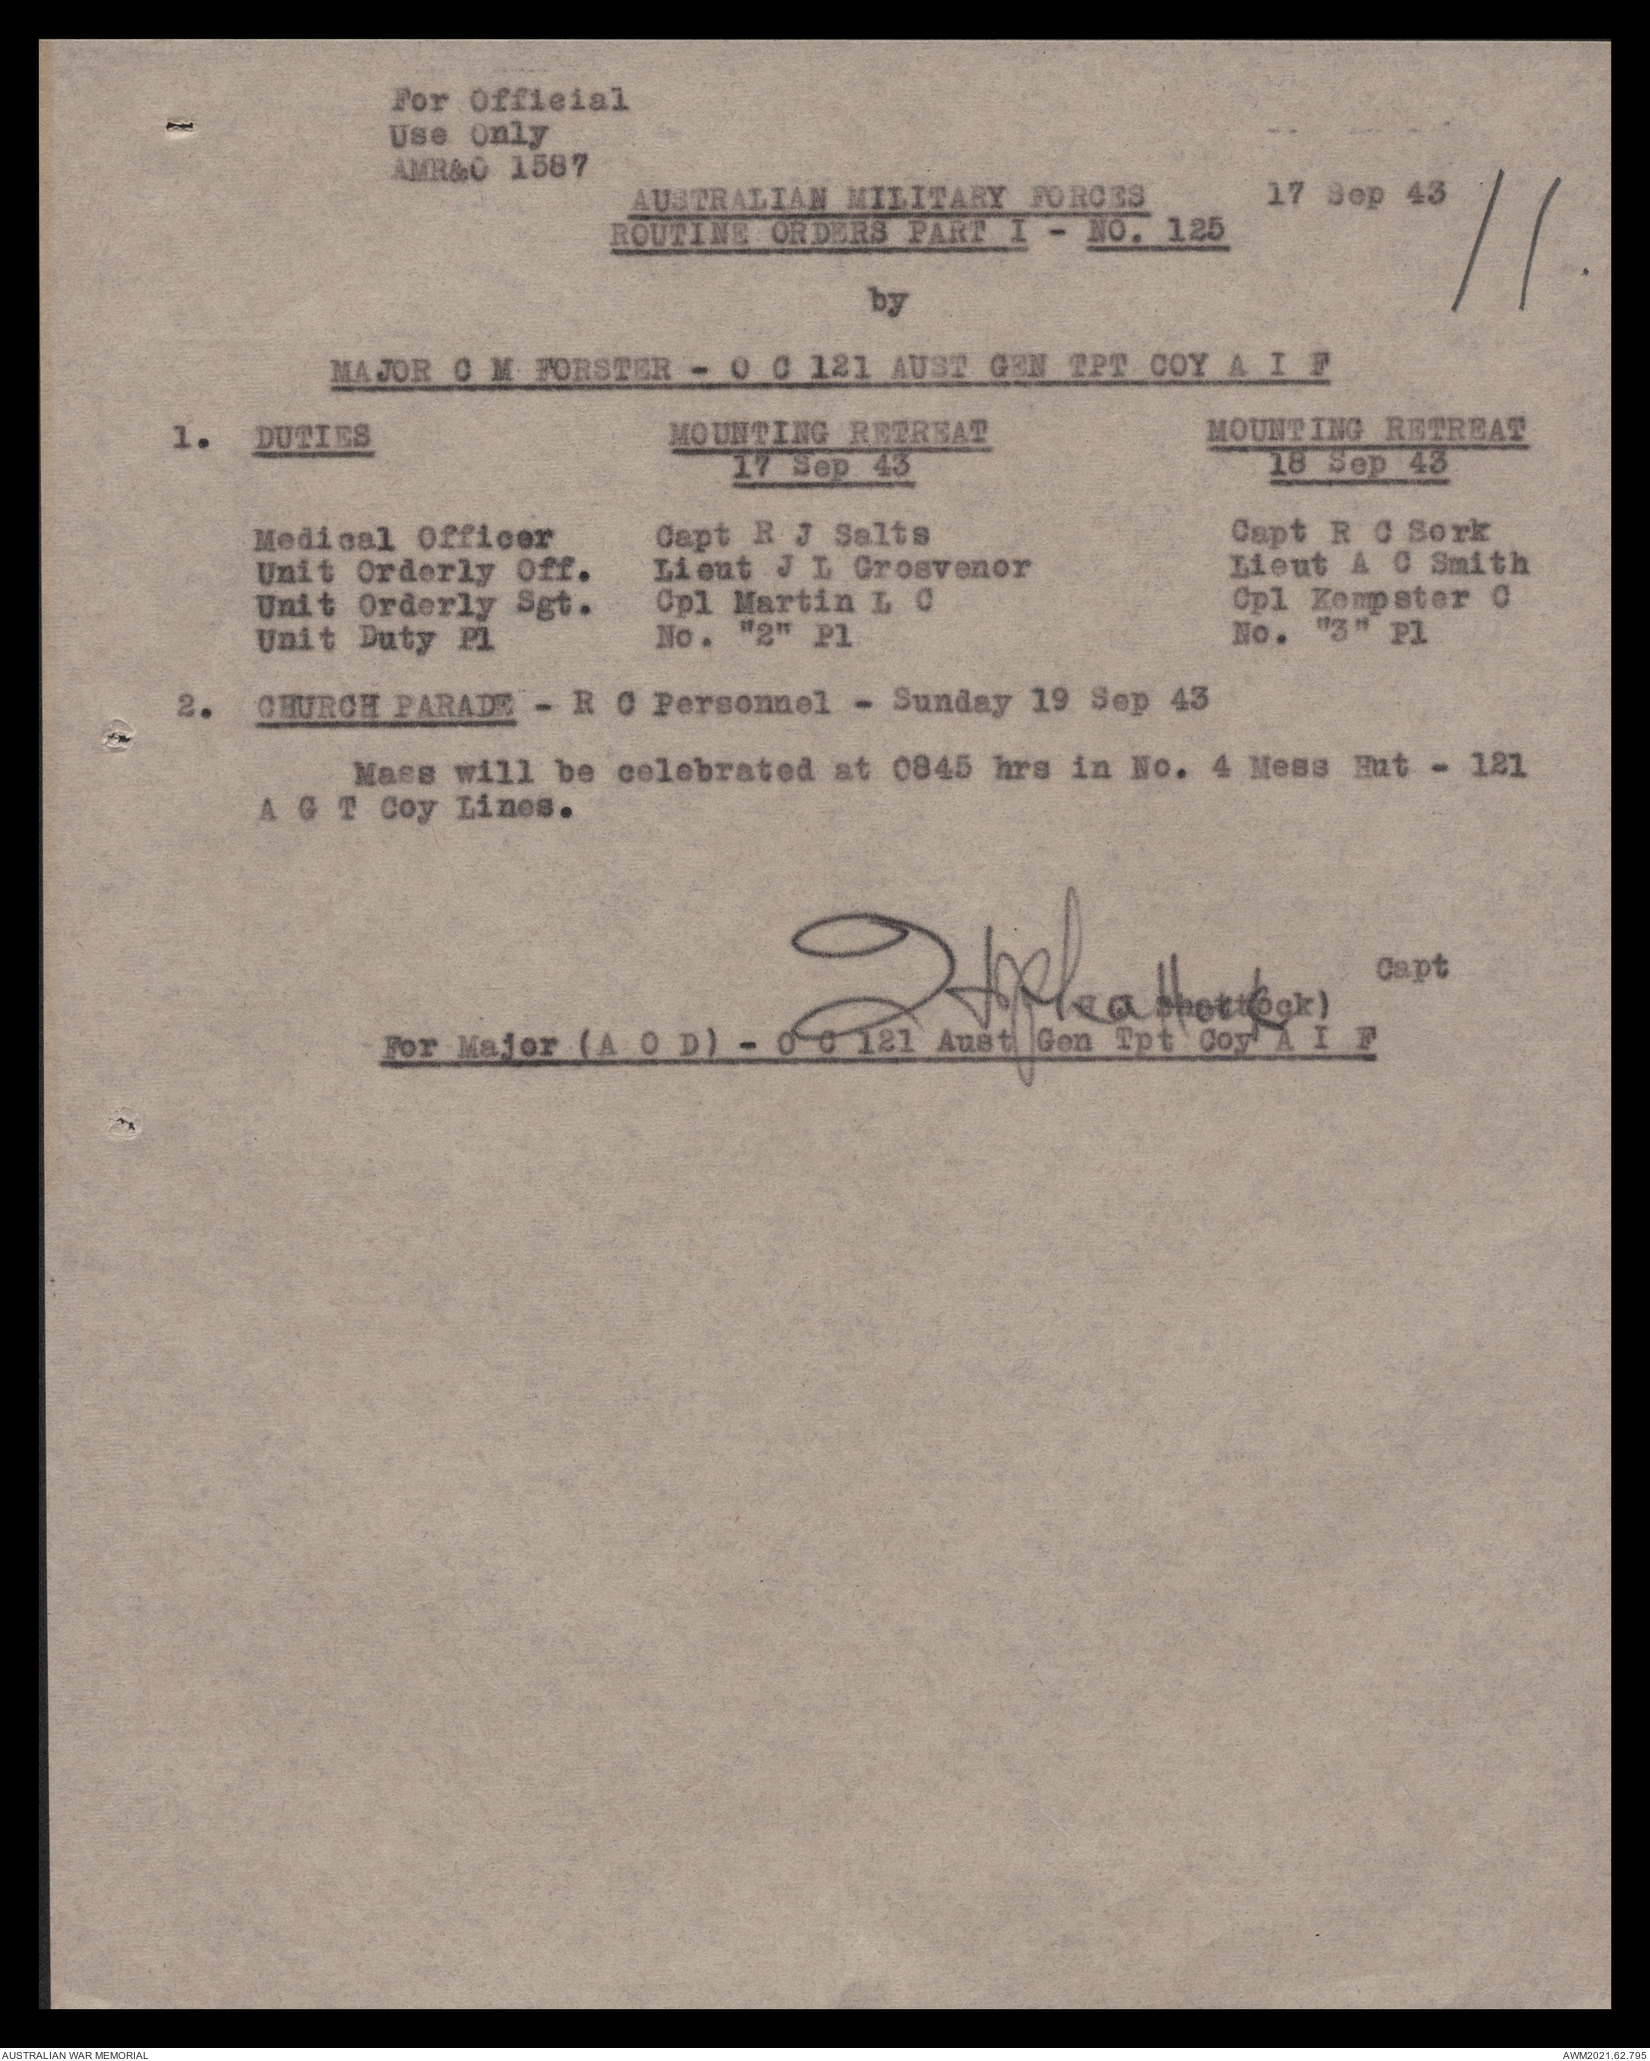 For Official
Use Only
AMR&O 1587
17 Sep 43
11
AUSTRALIAN MILITARY FORCES
ROUTINE ORDERS PART I - NO. 125
by
MAJOR C M FORSTER - O C 121 AUST GEN TPT COY A I F
1. DUTIES MOUNTING RETREAT MOUNTING RETREAT
17 Sep 43 18 Sep 43
Medical Officer Capt R J Salts Capt R C Sork
Unit Orderly Off. Lieut J L Grosvenor Lieut A C Smith
Unit Orderly Sgt. Cpl Martin L C Cpl Kempster C
Unit Duty Pl No. "2" Pl No. "3" Pl
2. CHURCH PARADE - R C Personnel - Sunday 19 Sep 43
Mass will be celebrated at 0845 hrs in No. 4 Mess Hut - 121
A G T Coy Lines.
Capt
Shattock)
For Major (A O D) - O C 121 Aust Gen Tpt Coy A I F
AUSTRALIAN WAR MEMORIAL AWM2021.62.795